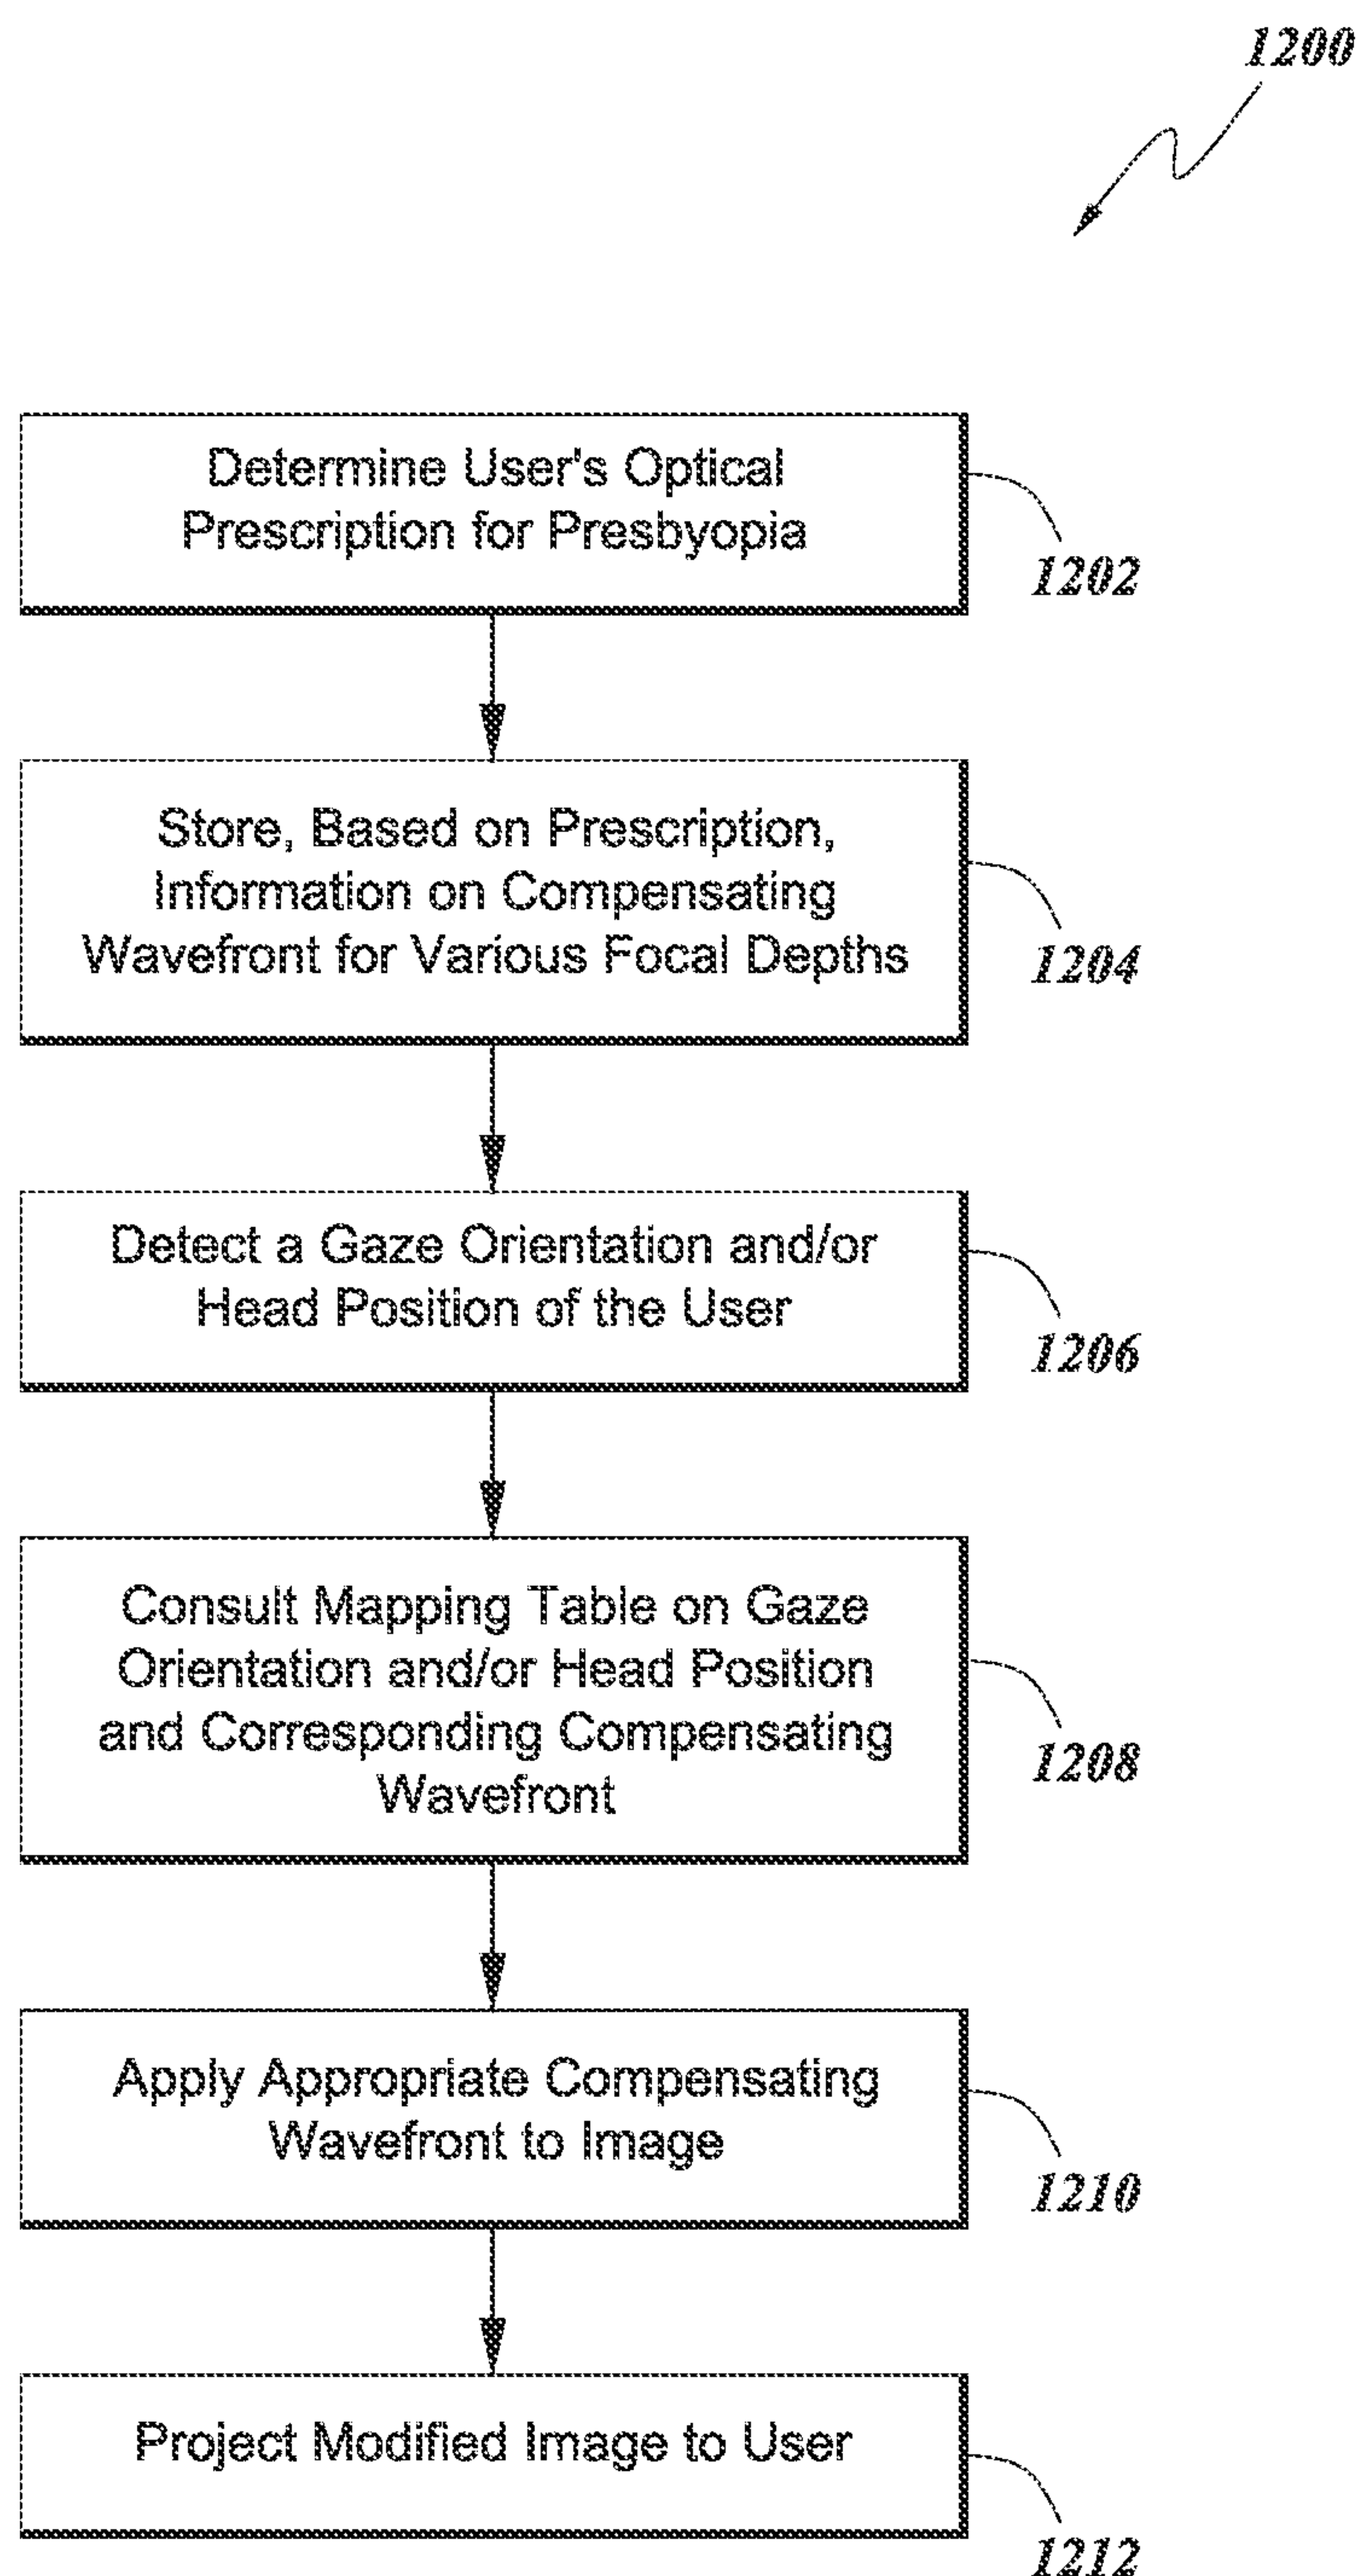 1200
Determine User's Optical
Prescription for Presbyopia
1202
Store, Based on Prescription,
Information on Compensating
Wavefront for Various Focal Depths
1204
Detect a Gaze Orientation and/or
Head Position of the User
1206
Consult Mapping Table on Gaze
Orientation and/or Head Position
and Corresponding Compensating
Wavefront
1208
Apply Appropriate Compensating
Wavefront to Image
1210
Project Modified Image to User
1212